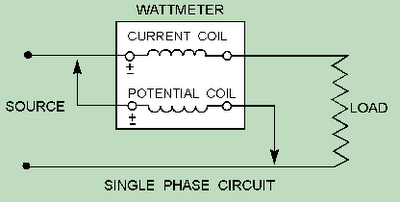 WATTMETER
CURRENT COIL
±
SOURCE
POTENTIAL COIL
±
LOAD
SINGLE PHASE CIRCUIT